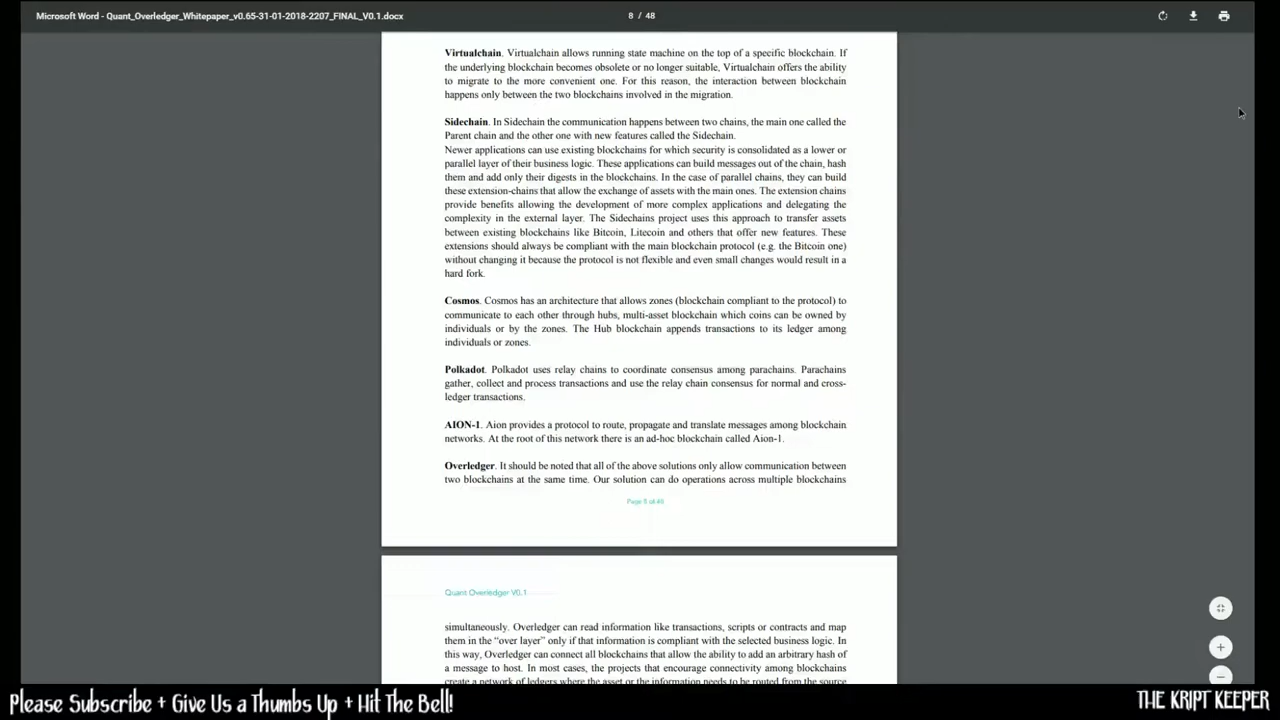 Microsoft Word - Quant_Overledger_Whitepaper_v0.65-31-01-2018-2207_FINAL_V0.1.docx
8 / 48
Virtualchain. Virtualchain allows running state machine on the top of a specific blockchain. If
the underlying blockchain becomes obsolete or no longer suitable, Virtualchain offers the ability
to migrate to the more convenient one. For this reason, the interaction between blockchain
happens only between the two blockchains involved in the migration.
Sidechain. In Sidechain the communication happens between two chains, the main one called the
Parent chain and the other one with new features called the Sidechain.
Newer applications can use existing blockchains for which security is consolidated as a lower or
parallel layer of their business logic. These applications can build messages out of the chain, hash
them and add only their digests in the blockchains. In the case of parallel chains, they can build
these extension-chains that allow the exchange of assets with the main ones. The extension chains
provide benefits allowing the development of more complex applications and delegating the
complexity in the external layer. The Sidechains project uses this approach to transfer assets
between existing blockchains like Bitcoin, Litecoin and others that offer new features. These
extensions should always be compliant with the main blockchain protocol (e.g. the Bitcoin one)
without changing it because the protocol is not flexible and even small changes would result in a
hard fork.
Cosmos. Cosmos has an architecture that allows zones (blockchain compliant to the protocol) to
communicate to each other through hubs, multi-asset blockchain which coins can be owned by
individuals or by the zones. The Hub blockchain appends transactions to its ledger among
individuals or zones.
Polkadot. Polkadot uses relay chains to coordinate consensus among parachains. Parachains
gather, collect and process transactions and use the relay chain consensus for normal and cross-
ledger transactions.
AION-1. Aion provides a protocol to route, propagate and translate messages among blockchain
networks. At the root of this network there is an ad-hoc blockchain called Aion-1.
Overledger. It should be noted that all of the above solutions only allow communication between
two blockchains at the same time. Our solution can do operations across multiple blockchains
Page 5 of 48
Quant Overledger V0.1
simultaneously. Overledger can read information like transactions, scripts or contracts and map
them in the “over layer” only if that information is compliant with the selected business logic. In
this way, Overledger can connect all blockchains that allow the ability to add an arbitrary hash of
a message to host. In most cases, the projects that encourage connectivity among blockchains
create a network of ledgers where the asset or the information needs to be routed from the source
Please Subscribe + Give Us a Thumbs Up + Hit The Bell!
THE KRIPT KEEPER